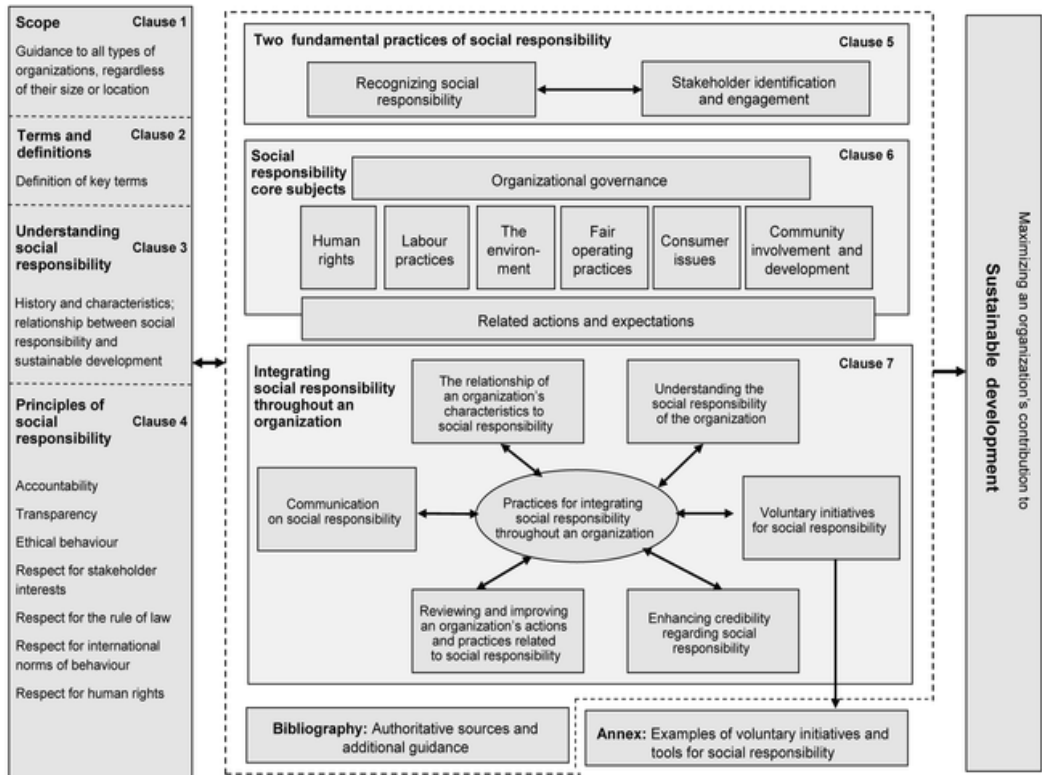 Scope Clause 1
Guidance to all types of
organizations, regardless
of their size or location
Terms and Clause 2
definitions
Definition of key terms
Understanding
social Clause 3
responsibility
History and characteristics;
relationship between social
responsibility and
sustainable development
Principles of
social Clause 4
responsibility
Accountability
Transparency
Ethical behaviour
Respect for stakeholder
interests
Respect for the rule of law
Respect for international
norms of behaviour
Respect for human rights
Two fundamental practices of social responsibility Clause 5
Recognizing social
responsibility
Stakeholder identification
and engagement
Social
responsibility
core subjects
Clause 6
Organizational governance
Human
rights
Labour
practices
The
environ-
ment
Fair
operating
practices
Consumer
issues
Community
involvement and
development
Related actions and expectations
Integrating
social responsibility
throughout an
organization
Clause 7
The relationship of
an organization's
characteristics to
social responsibility
Understanding the
social responsibility
of the organization
Communication
on social responsibility
Practices for integrating
social responsibility
throughout an organization
Voluntary initiatives
for social responsibility
Reviewing and improving
an organization's actions
and practices related
to social responsibility
Enhancing credibility
regarding social
responsibility
Bibliography: Authoritative sources and
additional guidance
Annex: Examples of voluntary initiatives and
tools for social responsibility
Maximizing an organization's contribution to
Sustainable development